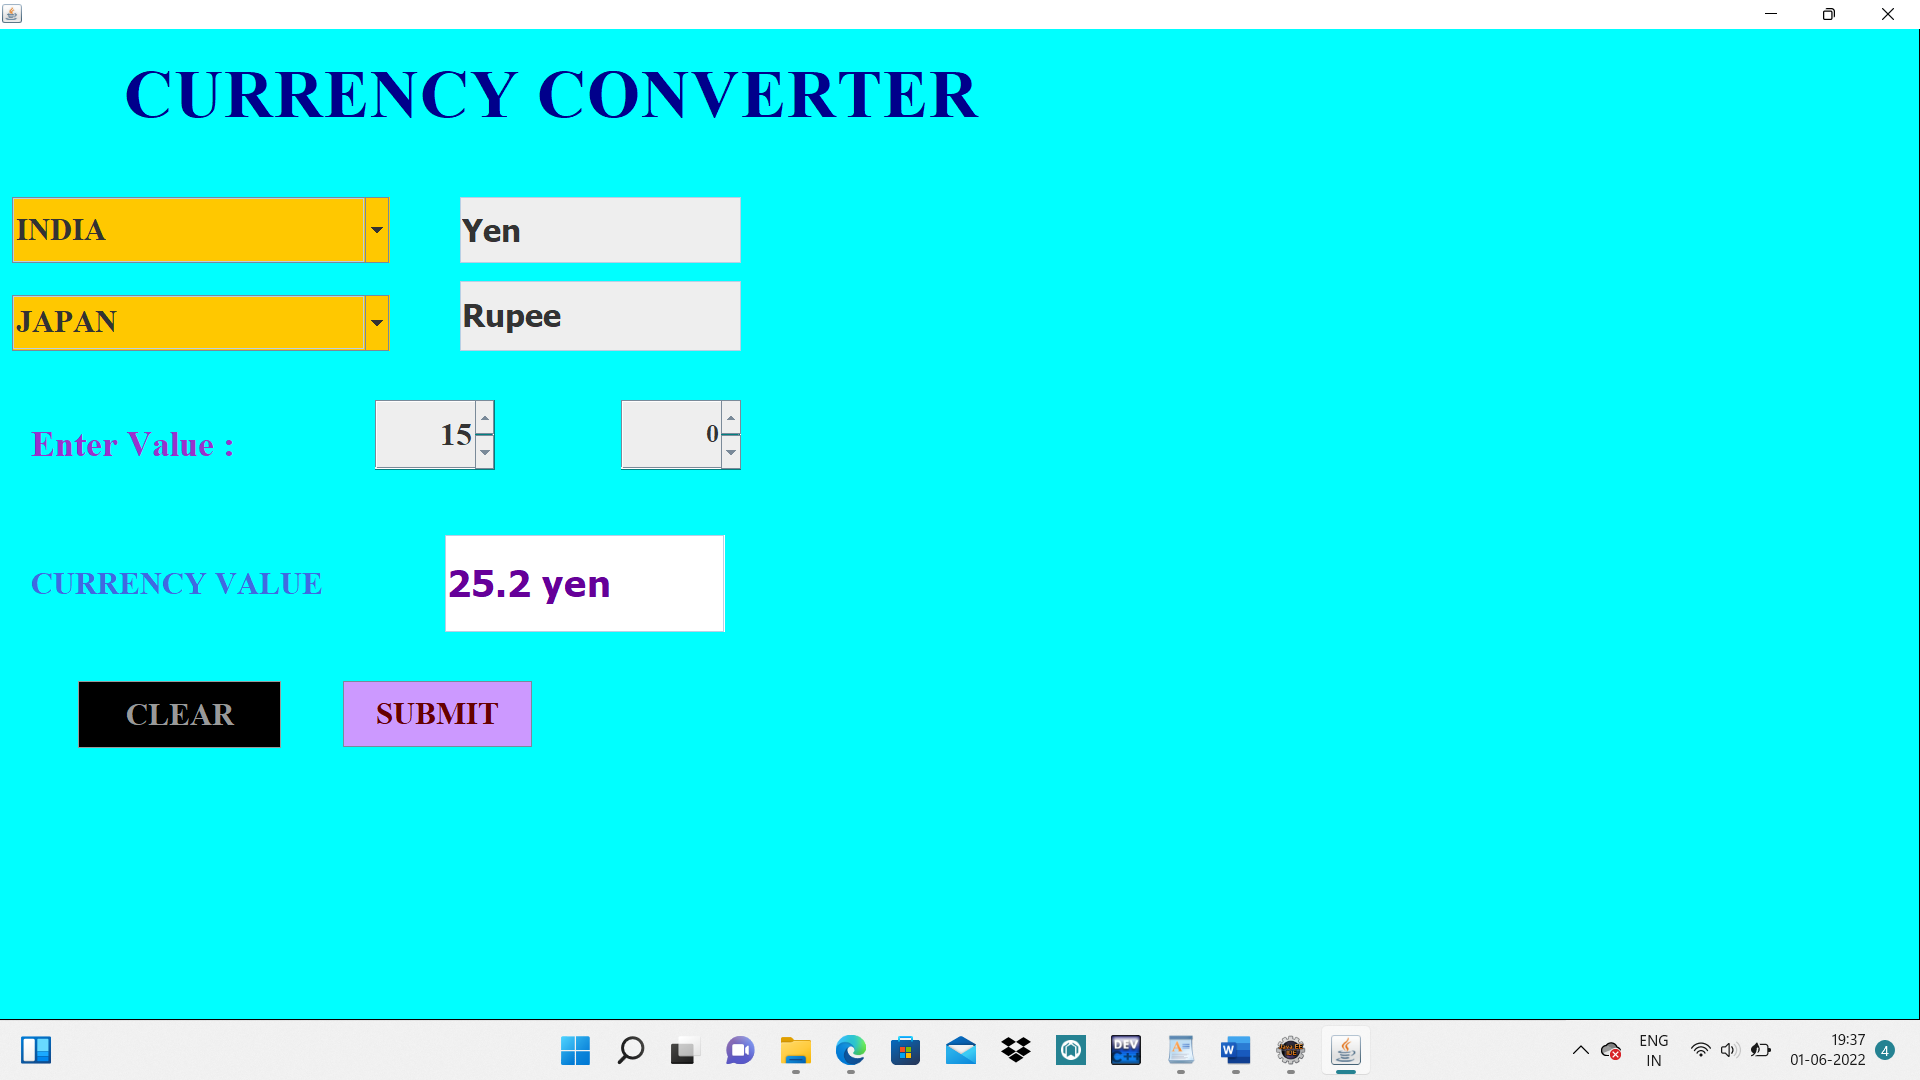 CURRENCY CONVERTER
INDIA
Yen
JAPAN
Rupee
Enter Value :
15
0
CURRENCY VALUE
25.2 yen
CLEAR
SUBMIT
DEV
C++
W
ENG
IN
19:37
01-06-2022
4